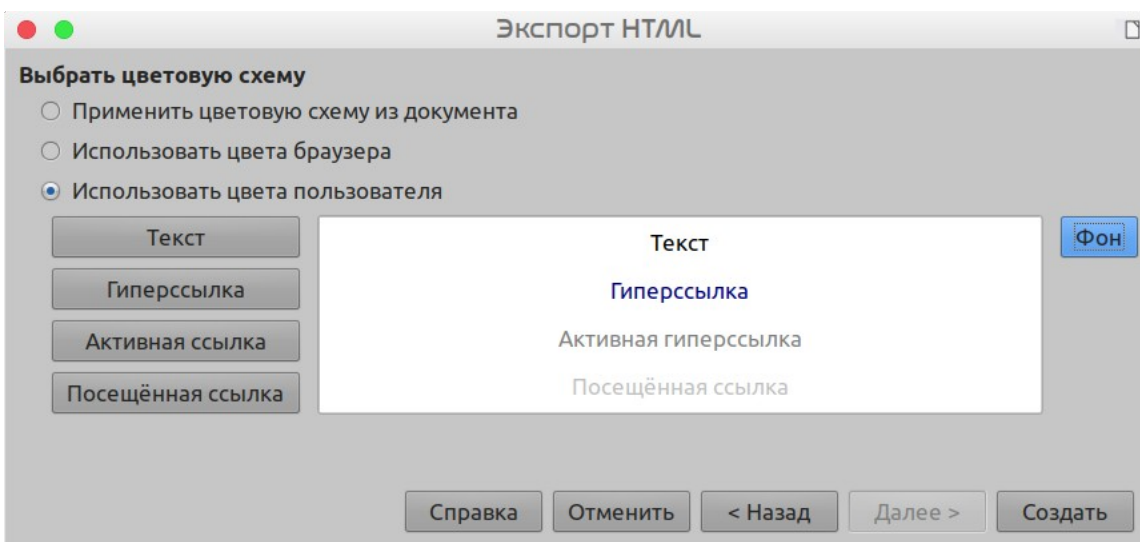 Экспорт HTML
Выбрать цветовую схему
Применить цветовую схему из документа
Использовать цвета браузера
Использовать цвета пользователя
Текст
Гиперссылка
Активная ссылка
Посещённая ссылка
Текст
Гиперссылка
Активная гиперссылка
Посещённая ссылка
Фон
Справка
Отменить
< Назад
Далее >
Создать